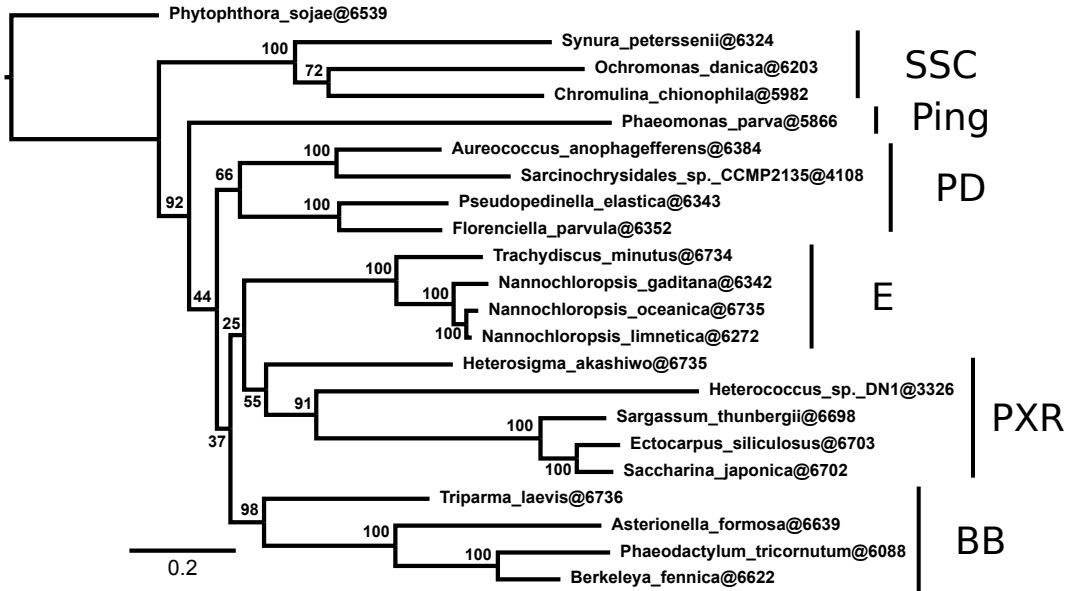 Phytophthora_sojae@6539
100
Synura_peterssenii@6324
SSC
72
Ochromonas_danica@6203
Chromulina_chionophila@5982
Phaeomonas_parva@5866
Ping
100
Aureococcus_anophagefferens@6384
66
Sarcinochrysidales_sp._CCMP2135@4108
PD
92
100
Pseudopedinella_elastica@6343
Florenciella_parvula@6352
Trachydiscus_minutus@6734
100
Nannochloropsis_gaditana@6342
44
100
E
Nannochloropsis_oceanica@6735
25
100
Nannochloropsis_limnetica@6272
Heterosigma_akashiwo@6735
Heterococcus_sp._DN1@3326
55
91
PXR
Sargassum_thunbergii@6698
100
37
Ectocarpus_siliculosus@6703
100
Saccharina_japonica@6702
Triparma_laevis@6736
98
Asterionella_formosa@6639
BB
100
Phaeodactylum_tricornutum@6088
100
0.2
Berkeleya_fennica@6622